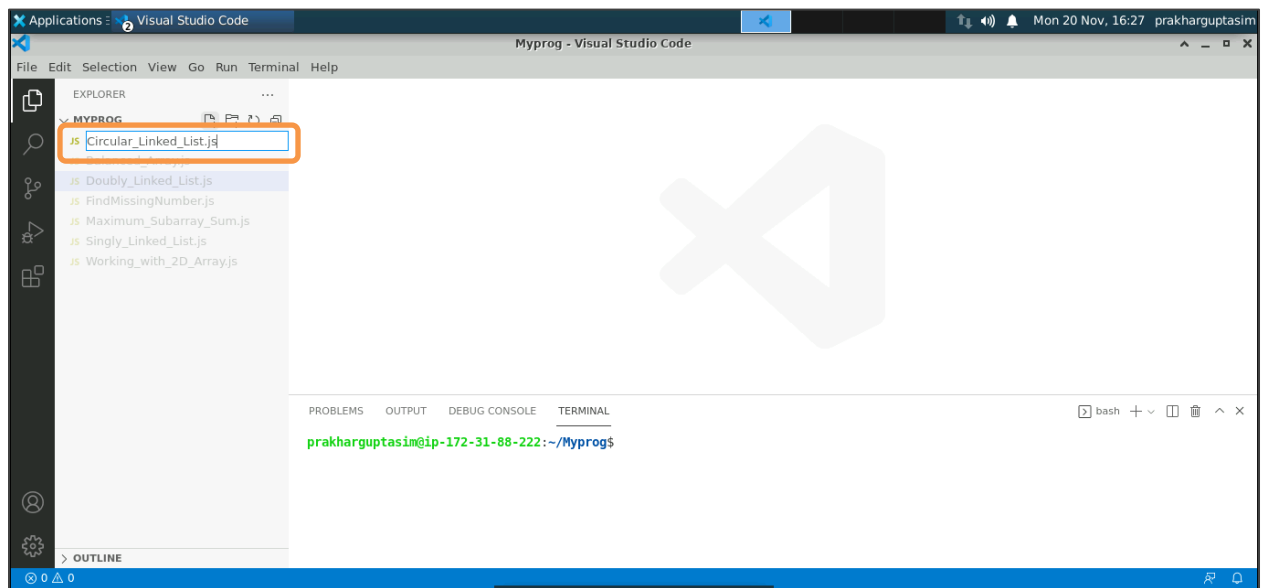 Applications Visual Studio Code Mon 20 Nov, 16:27 prakharguptasim
2
Myprog - Visual Studio Code
File Edit Selection View Go Run Terminal Help
EXPLORER ...
MYPROG
JS Circular_Linked_List.js
JS Doubly_Linked_List.js
JS FindMissingNumber.js
JS Maximum_Subarray_Sum.js
JS Singly_Linked_List.js
JS Working_with_2D_Array.js
PROBLEMS OUTPUT DEBUG CONSOLE TERMINAL bash
prakharguptasim@ip-172-31-88-222:~/Myprog$
OUTLINE
0 0